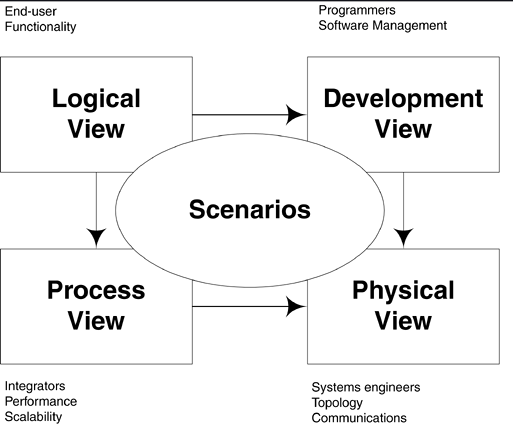 End-user
Functionality
Programmers
Software Management
Logical
View
Development
View
Scenarios
Process
View
Physical
View
Integrators
Performance
Scalability
Systems engineers
Topology
Communications